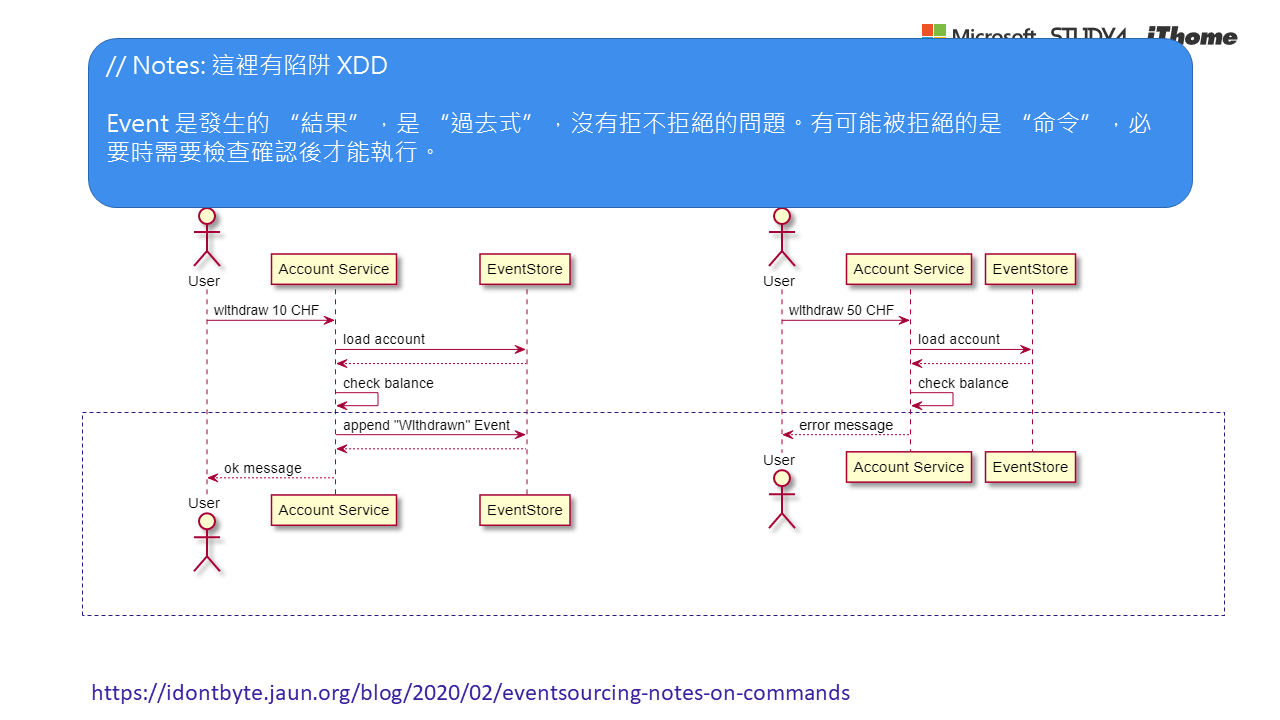 Microsoft STUDY4 iThome
// Notes: 這裡有陷阱 XDD
Event 是發生的 “結果”，是 “過去式”，沒有拒不拒絕的問題。有可能被拒絕的是 “命令”，必
要時需要檢查確認後才能執行。
User
Account Service
EventStore
withdraw 10 CHF
load account
check balance
append "Withdrawn" Event
ok message
User
Account Service
EventStore
User
Account Service
EventStore
withdraw 50 CHF
load account
check balance
error message
User
Account Service
EventStore
https://idontbyte.jaun.org/blog/2020/02/eventsourcing-notes-on-commands